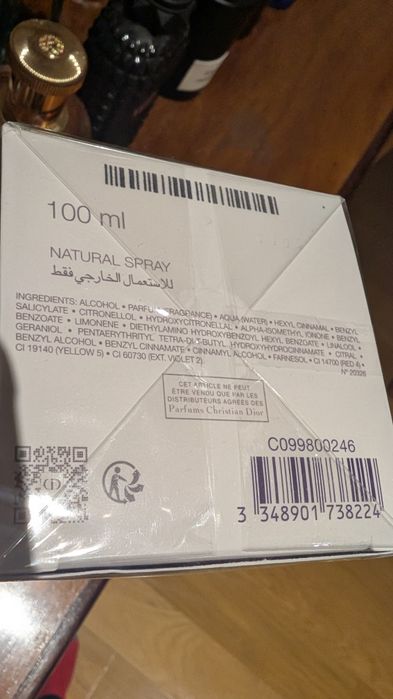 100 ml
NATURAL SPRAY
للاستعمال الخارجي فقط
INGREDIENTS: ALCOHOL • PARFUM (FRAGRANCE) • AQUA (WATER) • HEXYL CINNAMAL • BENZYL
SALICYLATE • CITRONELLOL • HYDROXYCITRONELLAL • ALPHA-ISOMETHYL IONONE • BENZYL
BENZOATE • LIMONENE • DIETHYLAMINO HYDROXYBENZOYL HEXYL BENZOATE • LINALOOL •
GERANIOL • PENTAERYTHRITYL TETRA-DI-T-BUTYL HYDROXYHYDROCINNAMATE • CITRAL •
BENZYL ALCOHOL • BENZYL CINNAMATE • CINNAMYL ALCOHOL • FARNESOL • CI 14700 (RED 4) •
CI 19140 (YELLOW 5) • CI 60730 (EXT. VIOLET 2)
N° 20326
CET ARTICLE NE PEUT
ÊTRE VENDU QUE PAR LES
DISTRIBUTEURS AGRÉÉS DES
Parfums Christian Dior
C099800246
3 348901 738224